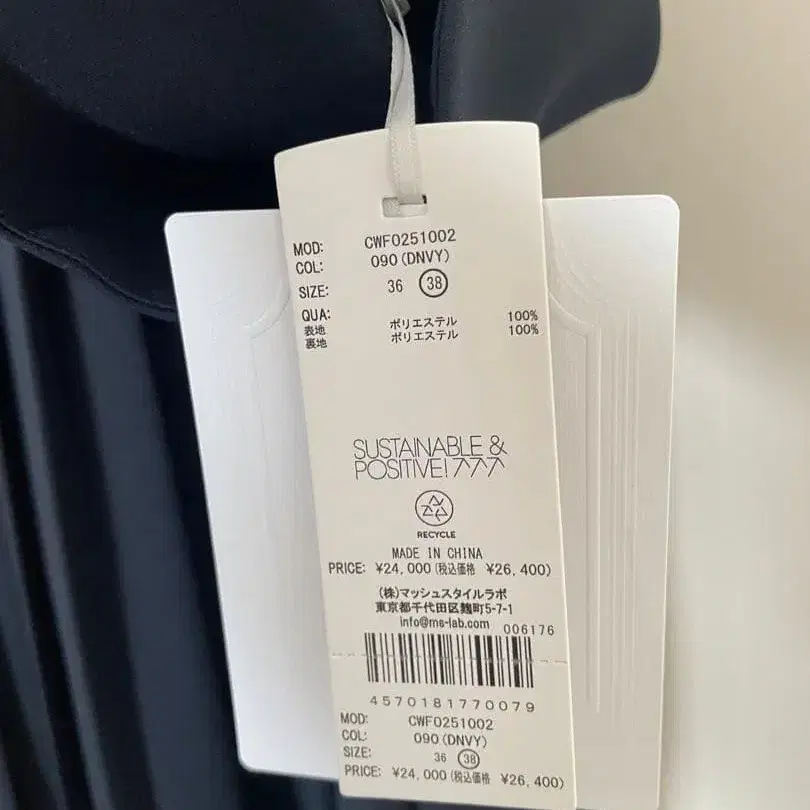 MOD: CWF0251002
COL: 090(DNVY)
SIZE: 36 38
QUA:
表地 ポリエステル 100%
裏地 ポリエステル 100%
SUSTAINABLE &
POSITIVE!
RECYCLE
MADE IN CHINA
PRICE: ¥24,000(税込価格 ¥26,400)
(株)マッシュスタイルラボ
東京都千代田区麹町5-7-1
info@ms-lab.com
006176
4570181770079
MOD: CWF0251002
COL: 090(DNVY)
SIZE: 36 38
PRICE: ¥24,000(税込価格 ¥26,400)